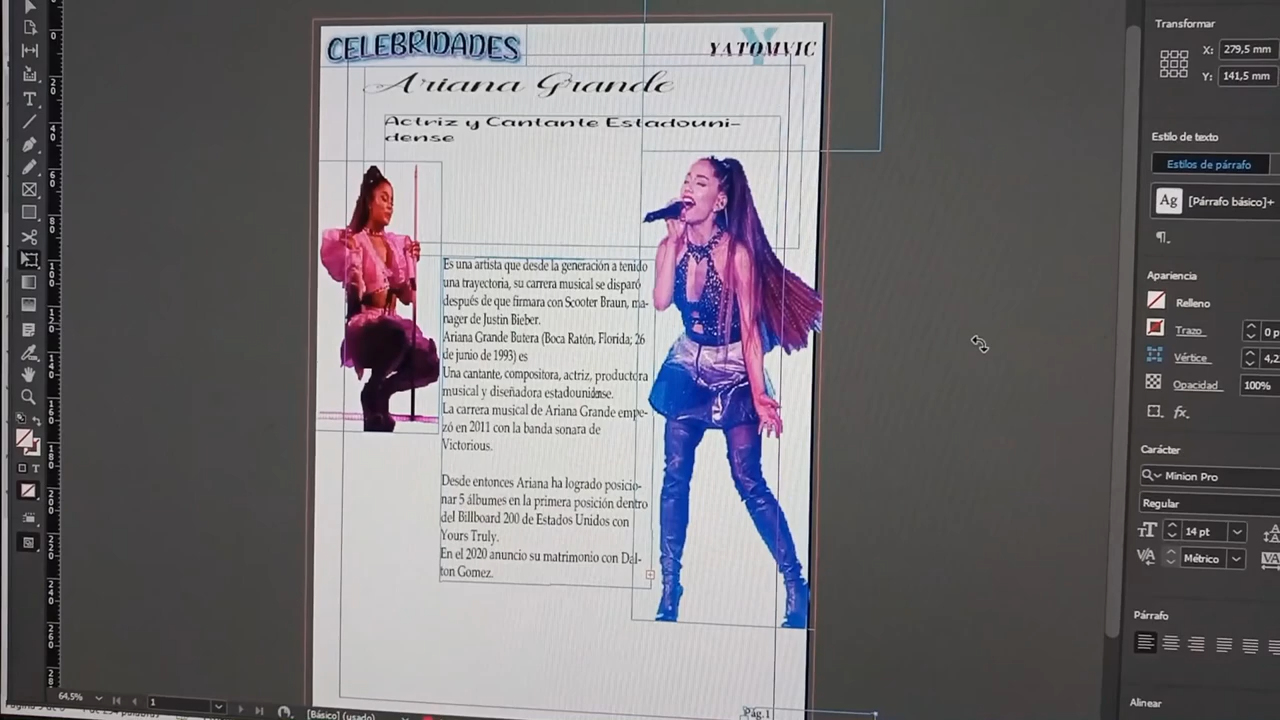 CELEBRIDADES
YATOMVIC
Ariana Grande
Actriz y Cantante Estadouni-
dense
Es una artista que desde la generación a tenido
una trayectoria, su carrera musical se disparó
después de que firmara con Scooter Braun, ma-
nager de Justin Bieber.
Ariana Grande Butera (Boca Ratón, Florida; 26
de junio de 1993) es
Una cantante, compositora, actriz, productora
musical y diseñadora estadounidense.
La carrera musical de Ariana Grande empe-
zó en 2011 con la banda sonara de
Victorious.
Desde entonces Ariana ha logrado posicio-
nar 5 álbumes en la primera posición dentro
del Billboard 200 de Estados Unidos con
Yours Truly.
En el 2020 anuncio su matrimonio con Dal-
ton Gomez.
Pág.1
Transformar
X: 279,5 mm
Y: 141,5 mm
Estilo de texto
Estilos de párrafo
Ag [Párrafo básico]+
Apariencia
Relleno
Trazo 0 p
Vértice 4,2
Opacidad 100%
fx.
Carácter
Minion Pro
Regular
14 pt
Métrico
Párrafo
Alinear
64,5%
1
[Básico] (usado)